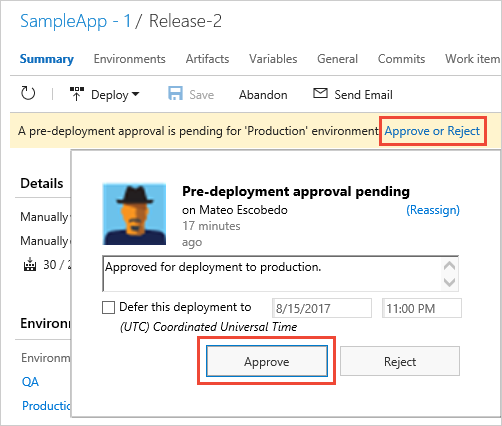 SampleApp - 1 / Release-2
Summary Environments Artifacts Variables General Commits Work item
Deploy Save Abandon Send Email
A pre-deployment approval is pending for 'Production' environment Approve or Reject
Details
Pre-deployment approval pending
on Mateo Escobedo (Reassign)
17 minutes
ago
Manually
Manually
30 / 2
Approved for deployment to production.
Defer this deployment to 8/15/2017 11:00 PM
(UTC) Coordinated Universal Time
Environ
Environm
Approve Reject
QA
Production